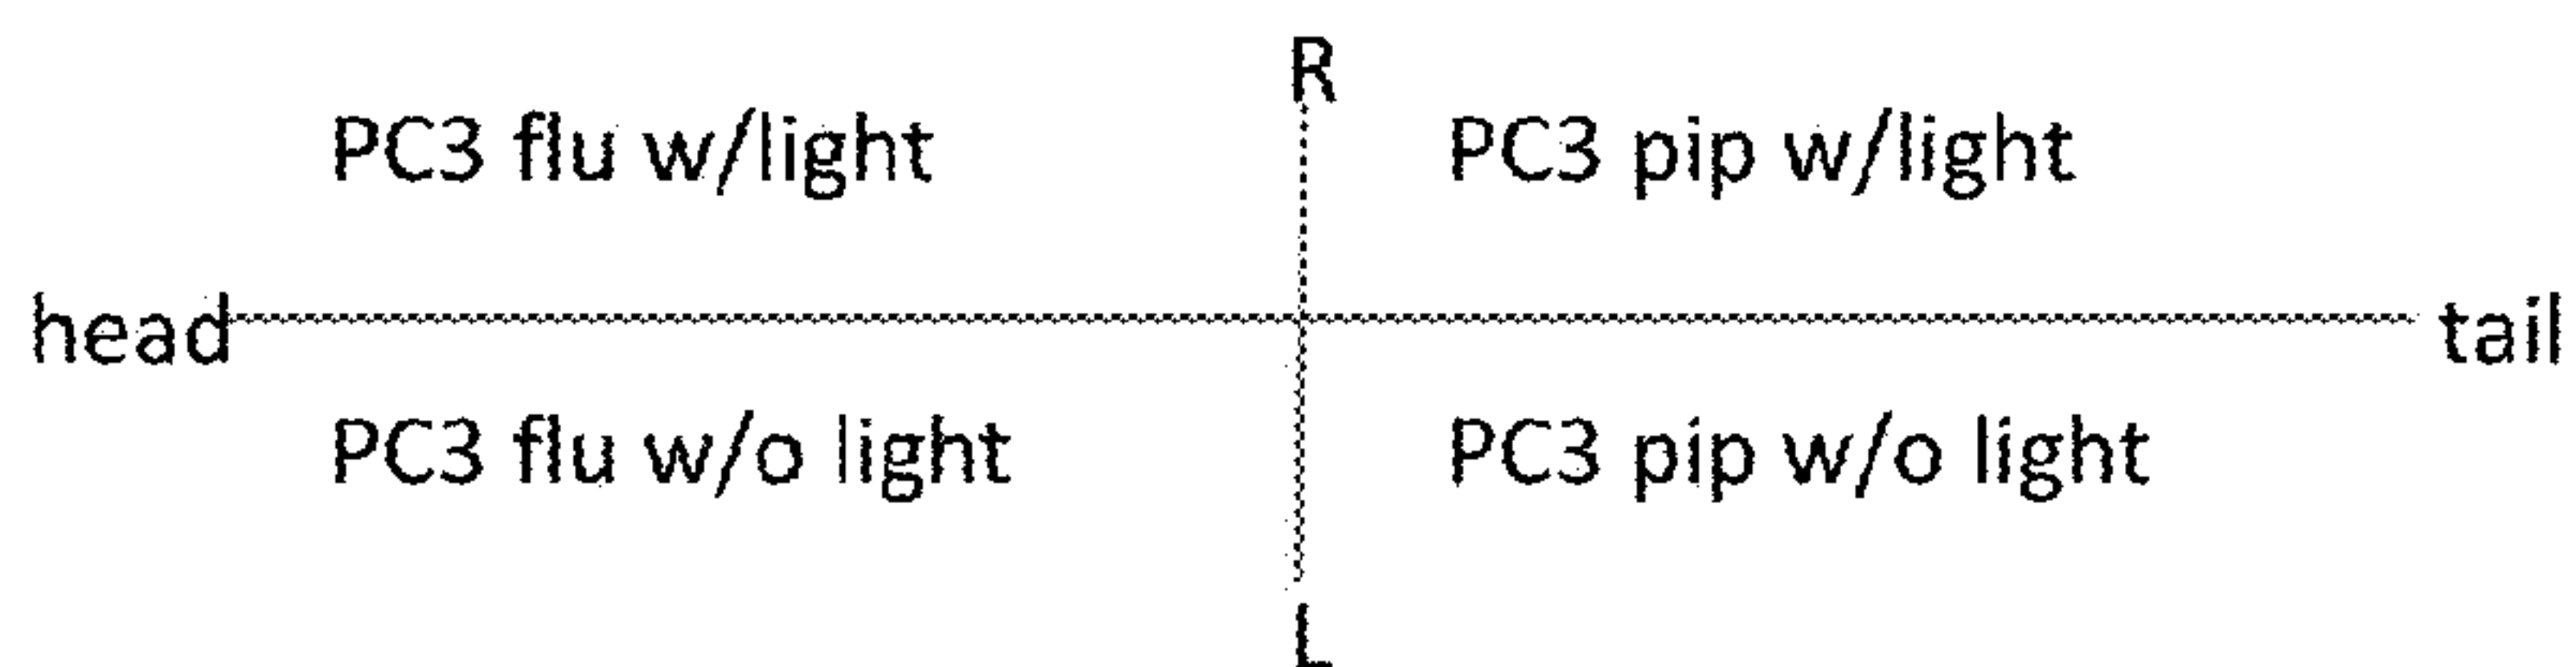 R
PC3 flu w/light
PC3 pip w/light
head
tail
PC3 flu w/o light
PC3 pip w/o light
L